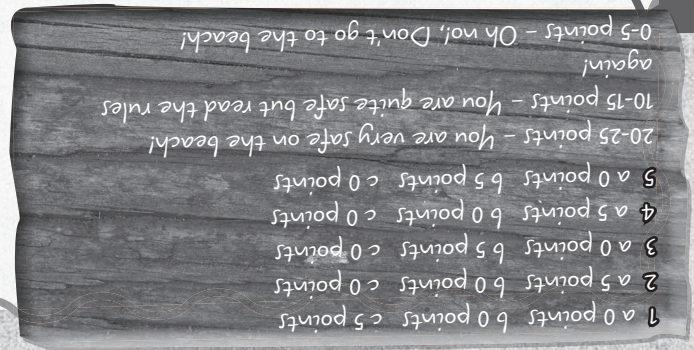 1 a 0 points b 0 points c 5 points
2 a 5 points b 0 points c 0 points
3 a 0 points b 5 points c 0 points
4 a 5 points b 0 points c 0 points
5 a 0 points b 5 points c 0 points
20-25 points – You are very safe on the beach!
10-15 points – You are quite safe but read the rules
again!
0-5 points – Oh no!, Don't go to the beach!